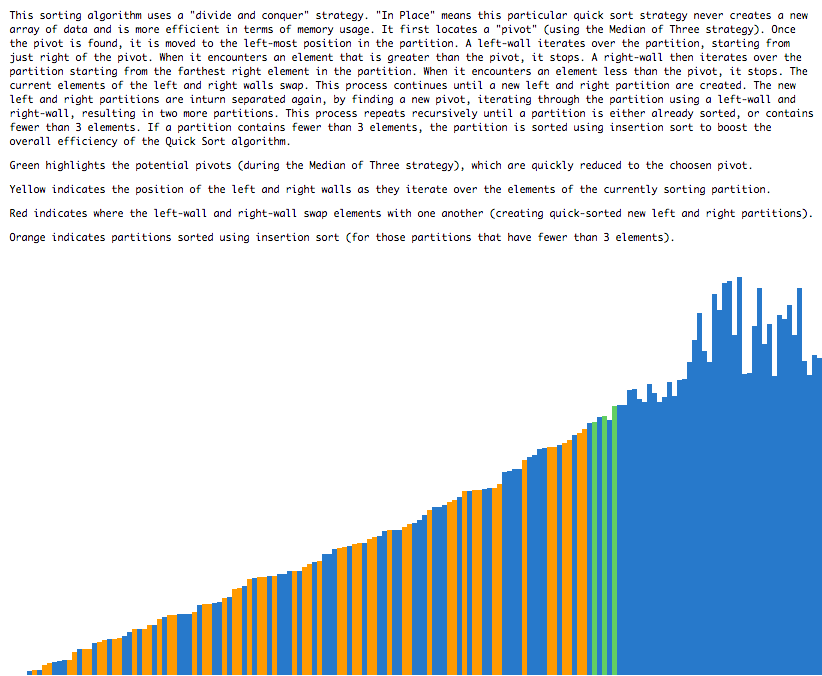 This sorting algorithm uses a "divide and conquer" strategy. "In Place" means this particular quick sort strategy never creates a new
array of data and is more efficient in terms of memory usage. It first locates a "pivot" (using the Median of Three strategy). Once
the pivot is found, it is moved to the left-most position in the partition. A left-wall iterates over the partition, starting from
just right of the pivot. When it encounters an element that is greater than the pivot, it stops. A right-wall then iterates over the
partition starting from the farthest right element in the partition. When it encounters an element less than the pivot, it stops. The
current elements of the left and right walls swap. This process continues until a new left and right partition are created. The new
left and right partitions are inturn separated again, by finding a new pivot, iterating through the partition using a left-wall and
right-wall, resulting in two more partitions. This process repeats recursively until a partition is either already sorted, or contains
fewer than 3 elements. If a partition contains fewer than 3 elements, the partition is sorted using insertion sort to boost the
overall efficiency of the Quick Sort algorithm.
Green highlights the potential pivots (during the Median of Three strategy), which are quickly reduced to the choosen pivot.
Yellow indicates the position of the left and right walls as they iterate over the elements of the currently sorting partition.
Red indicates where the left-wall and right-wall swap elements with one another (creating quick-sorted new left and right partitions).
Orange indicates partitions sorted using insertion sort (for those partitions that have fewer than 3 elements).